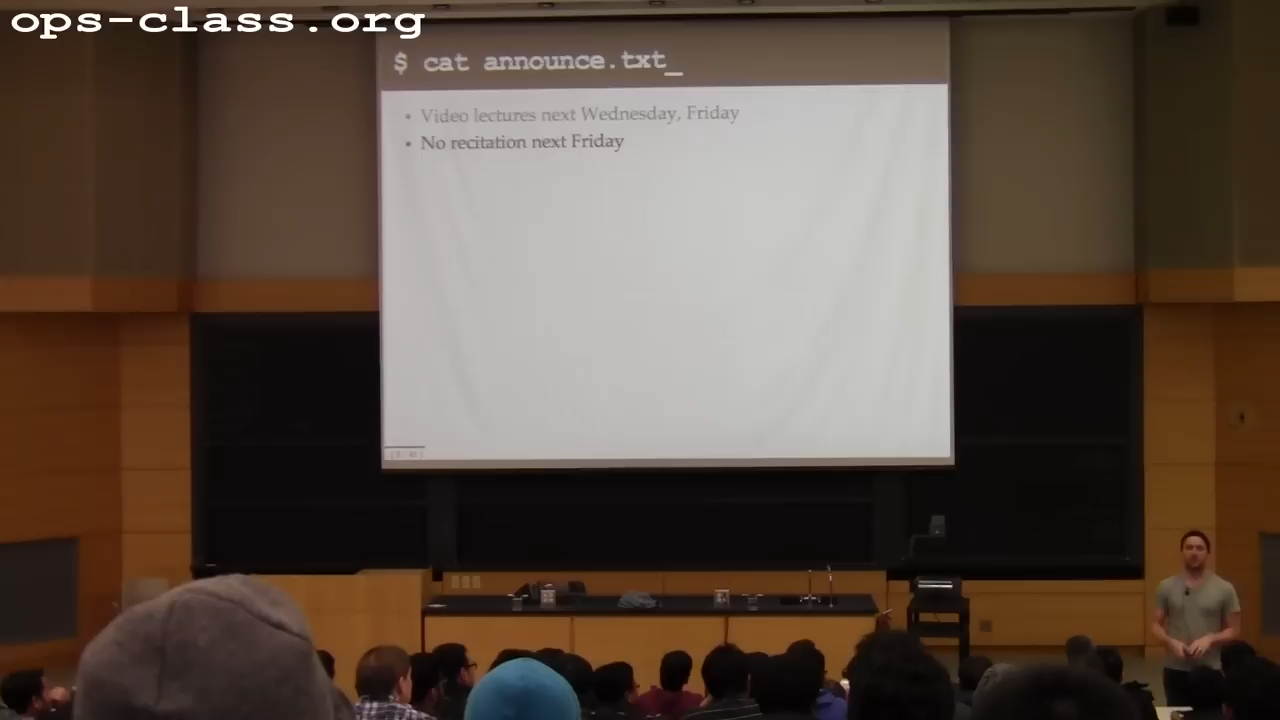 ops-class.org
$ cat announce.txt_
• Video lectures next Wednesday, Friday
• No recitation next Friday